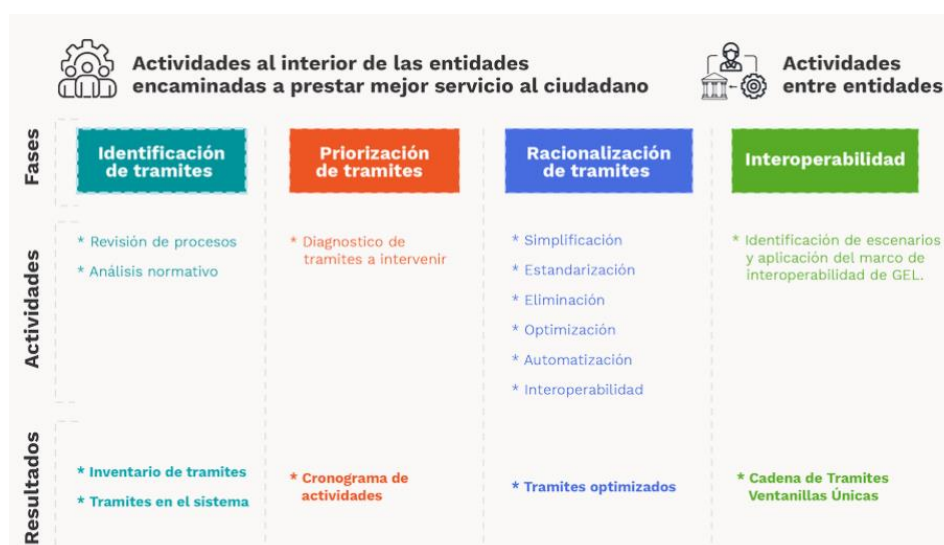 Actividades al interior de las entidades
encaminadas a prestar mejor servicio al ciudadano
Actividades
entre entidades
Fases
Identificación
de tramites
Priorización
de tramites
Racionalización
de tramites
Interoperabilidad
Actividades
* Revisión de procesos
* Análisis normativo
* Diagnostico de
tramites a intervenir
* Simplificación
* Estandarización
* Eliminación
* Optimización
* Automatización
* Interoperabilidad
* Identificación de escenarios
y aplicación del marco de
interoperabilidad de GEL.
Resultados
* Inventario de tramites
* Tramites en el sistema
* Cronograma de
actividades
* Tramites optimizados
* Cadena de Tramites
Ventanillas Únicas